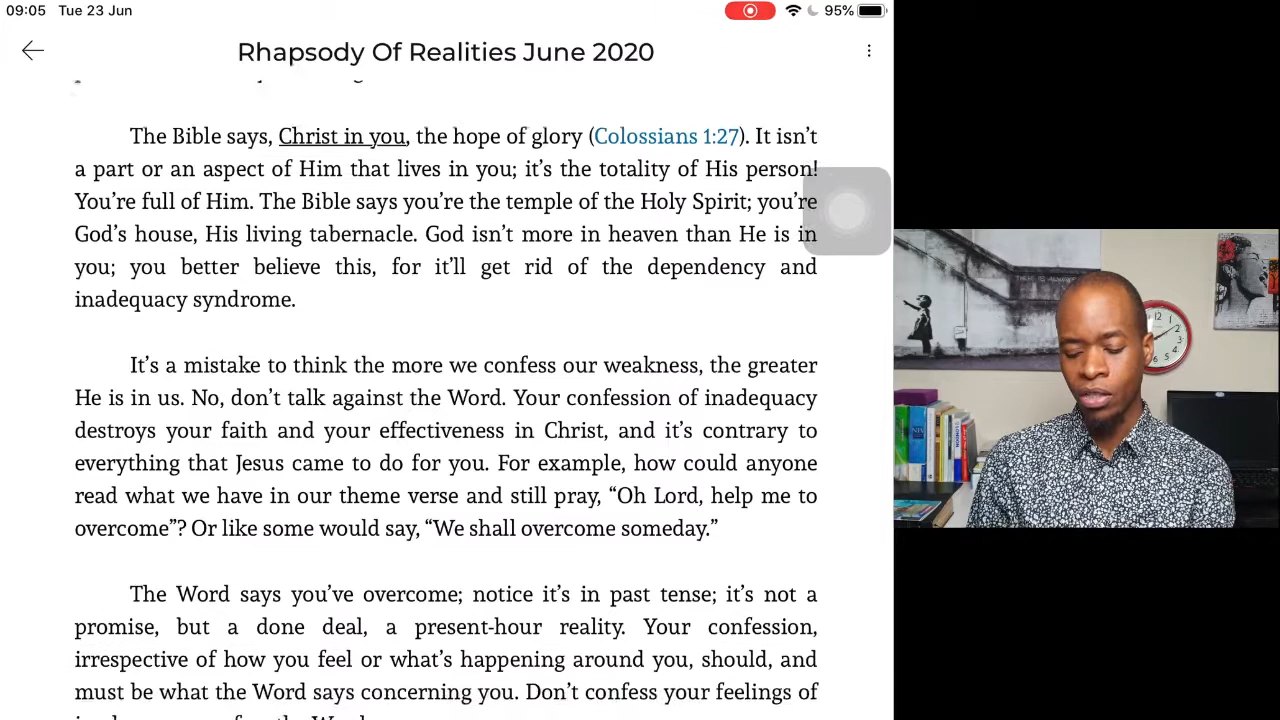 09:05 Tue 23 Jun 95%
Rhapsody Of Realities June 2020
The Bible says, Christ in you, the hope of glory (Colossians 1:27). It isn’t
a part or an aspect of Him that lives in you; it’s the totality of His person!
You’re full of Him. The Bible says you’re the temple of the Holy Spirit; you’re
God’s house, His living tabernacle. God isn’t more in heaven than He is in
you; you better believe this, for it’ll get rid of the dependency and
inadequacy syndrome.
It’s a mistake to think the more we confess our weakness, the greater
He is in us. No, don’t talk against the Word. Your confession of inadequacy
destroys your faith and your effectiveness in Christ, and it’s contrary to
everything that Jesus came to do for you. For example, how could anyone
read what we have in our theme verse and still pray, “Oh Lord, help me to
overcome”? Or like some would say, “We shall overcome someday.”
The Word says you’ve overcome; notice it’s in past tense; it’s not a
promise, but a done deal, a present-hour reality. Your confession,
irrespective of how you feel or what’s happening around you, should, and
must be what the Word says concerning you. Don’t confess your feelings of